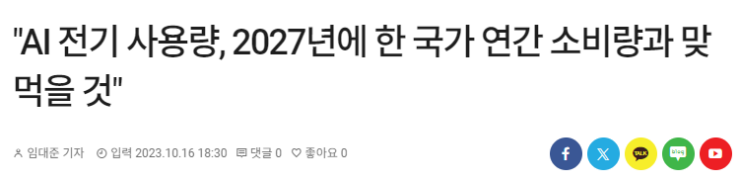 "AI 전기 사용량, 2027년에 한 국가 연간 소비량과 맞
먹을 것"
임대준 기자 입력 2023.10.16 18:30 댓글 0 좋아요 0
f X TALK blog